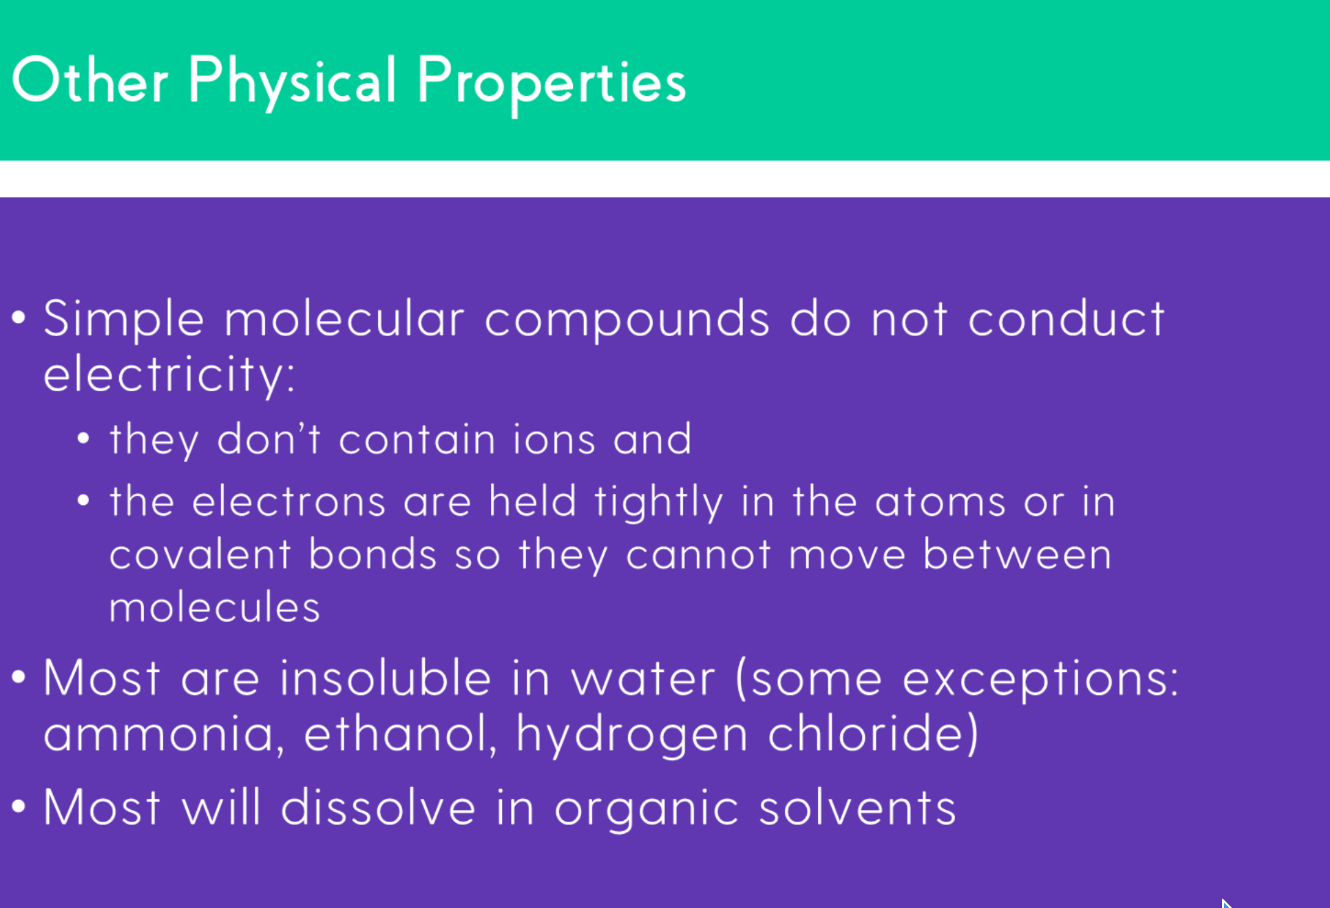 Other Physical Properties
• Simple molecular compounds do not conduct
electricity:
• they don’t contain ions and
• the electrons are held tightly in the atoms or in
covalent bonds so they cannot move between
molecules
• Most are insoluble in water (some exceptions:
ammonia, ethanol, hydrogen chloride)
• Most will dissolve in organic solvents